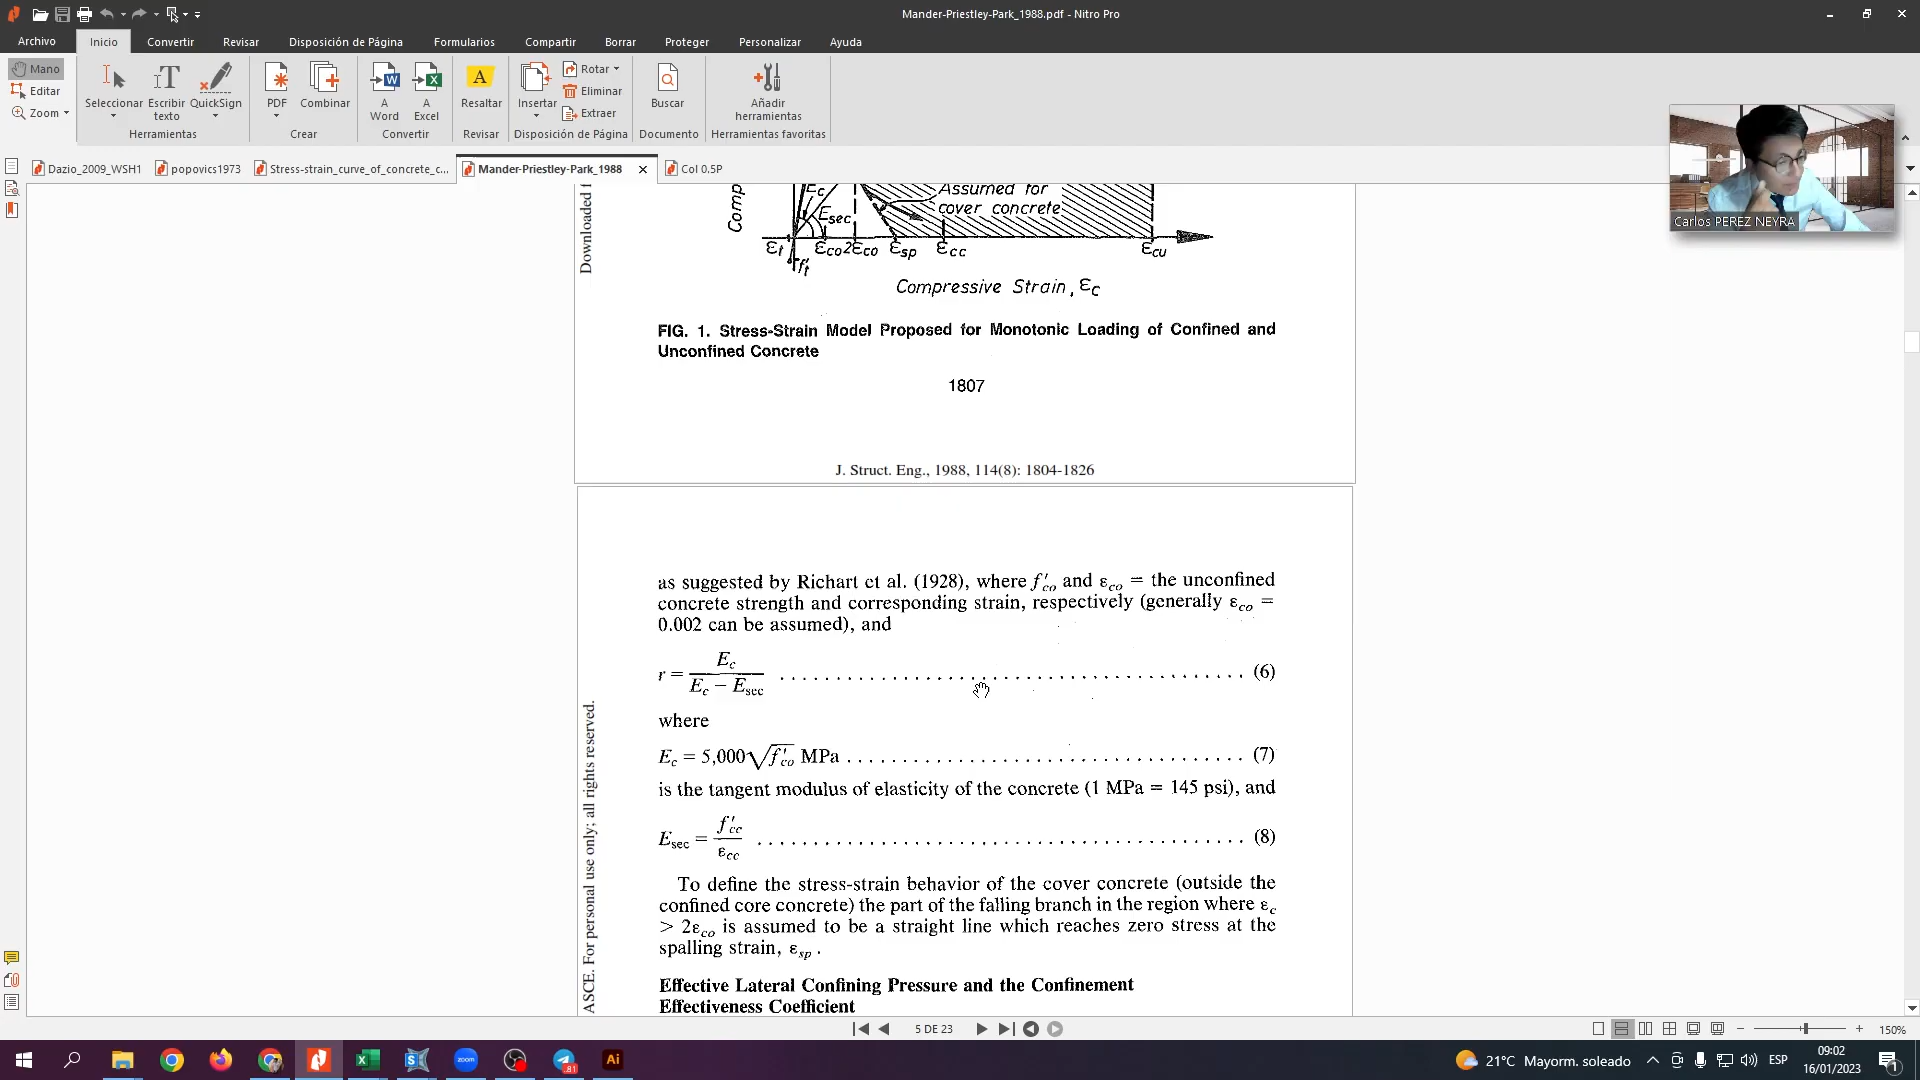 Mander-Priestley-Park_1988.pdf - Nitro Pro
Archivo Inicio Convertir Revisar Disposición de Página Formularios Compartir Borrar Proteger Personalizar Ayuda
Mano
Editar
Zoom
Seleccionar
Escribir texto
QuickSign
Herramientas
PDF
Combinar
Crear
A Word
A Excel
Convertir
Resaltar
Revisar
Insertar
Rotar
Eliminar
Extraer
Disposición de Página
Buscar
Documento
Añadir herramientas
Herramientas favoritas
Carlos PEREZ NEYRA
Dazio_2009_WSH1 popovics1973 Stress-strain_curve_of_concrete_c... Mander-Priestley-Park_1988 Col 0.5P
Downloaded f
Comp
Ec
Esec
Assumed for
cover concrete
εt εco 2εco εsp εcc εcu
f't
Compressive Strain, εc
FIG. 1. Stress-Strain Model Proposed for Monotonic Loading of Confined and
Unconfined Concrete
1807
J. Struct. Eng., 1988, 114(8): 1804-1826
as suggested by Richart et al. (1928), where f'co and εco = the unconfined
concrete strength and corresponding strain, respectively (generally εco =
0.002 can be assumed), and
r = Ec / (Ec − Esec) (6)
where
Ec = 5,000√f'co MPa (7)
is the tangent modulus of elasticity of the concrete (1 MPa = 145 psi), and
Esec = f'cc / εcc (8)
To define the stress-strain behavior of the cover concrete (outside the
confined core concrete) the part of the falling branch in the region where εc
> 2εco is assumed to be a straight line which reaches zero stress at the
spalling strain, εsp.
Effective Lateral Confining Pressure and the Confinement
Effectiveness Coefficient
ASCE. For personal use only; all rights reserved.
5 DE 23
150%
21°C Mayorm. soleado
ESP
09:02
16/01/2023